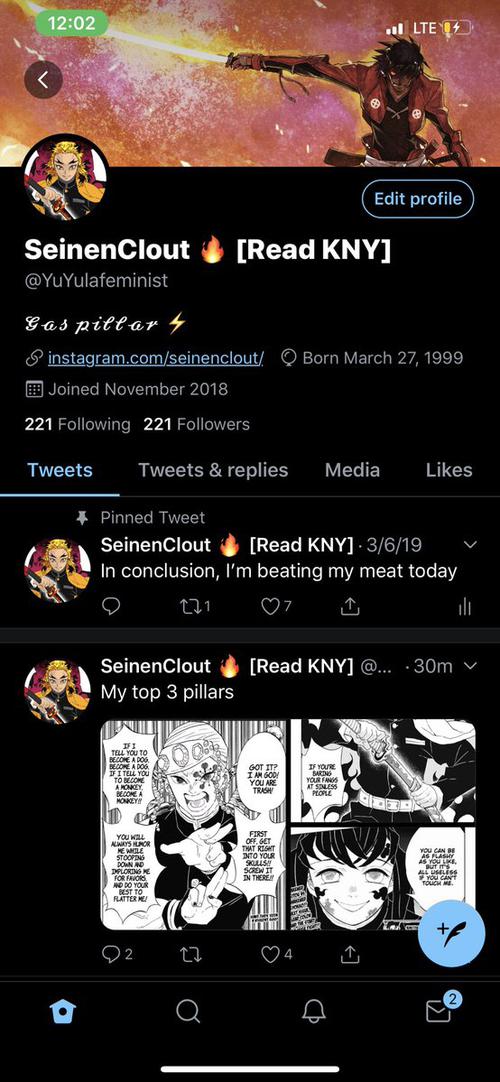 12:02
LTE
Edit profile
SeinenClout 🔥 [Read KNY]
@YuYulafeminist
𝓖𝓪𝓼 𝓹𝓲𝓵𝓵𝓪𝓻 ⚡
instagram.com/seinenclout/ Born March 27, 1999
Joined November 2018
221 Following 221 Followers
Tweets Tweets & replies Media Likes
Pinned Tweet
SeinenClout 🔥 [Read KNY] · 3/6/19
In conclusion, I'm beating my meat today
1 7
SeinenClout 🔥 [Read KNY] @... · 30m
My top 3 pillars
IF I
TELL YOU TO
BECOME A DOG,
BECOME A DOG.
IF I TELL YOU
TO BECOME
A MONKEY,
BECOME A
MONKEY!!
GOT IT?
I AM GOD!
YOU ARE
TRASH!
YOU WILL
ALWAYS HUMOR
ME WHILE
STOOPING
DOWN AND
IMPLORING ME
FOR FAVORS,
AND DO YOUR
BEST TO
FLATTER ME!
FIRST
OFF, GET
THAT RIGHT
INTO YOUR
SKULLS!!
SCREW IT
IN THERE!!
IF YOU'RE
BARING
YOUR FANGS
AT SINLESS
PEOPLE
YOU CAN BE
AS FLASHY
AS YOU LIKE,
BUT IT'S
ALL USELESS
IF YOU CAN'T
TOUCH ME.
2 4
2